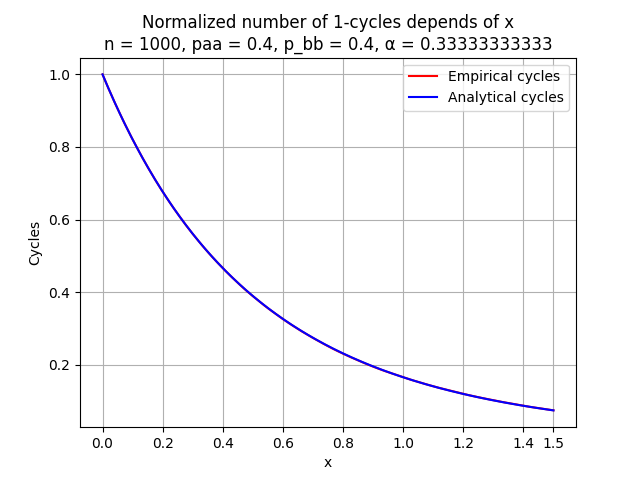 Normalized number of 1-cycles depends of x
n = 1000, paa = 0.4, p_bb = 0.4, α = 0.33333333333
Empirical cycles
Analytical cycles
1.0
0.8
0.6
0.4
0.2
Cycles
0.0 0.2 0.4 0.6 0.8 1.0 1.2 1.4 1.5
x